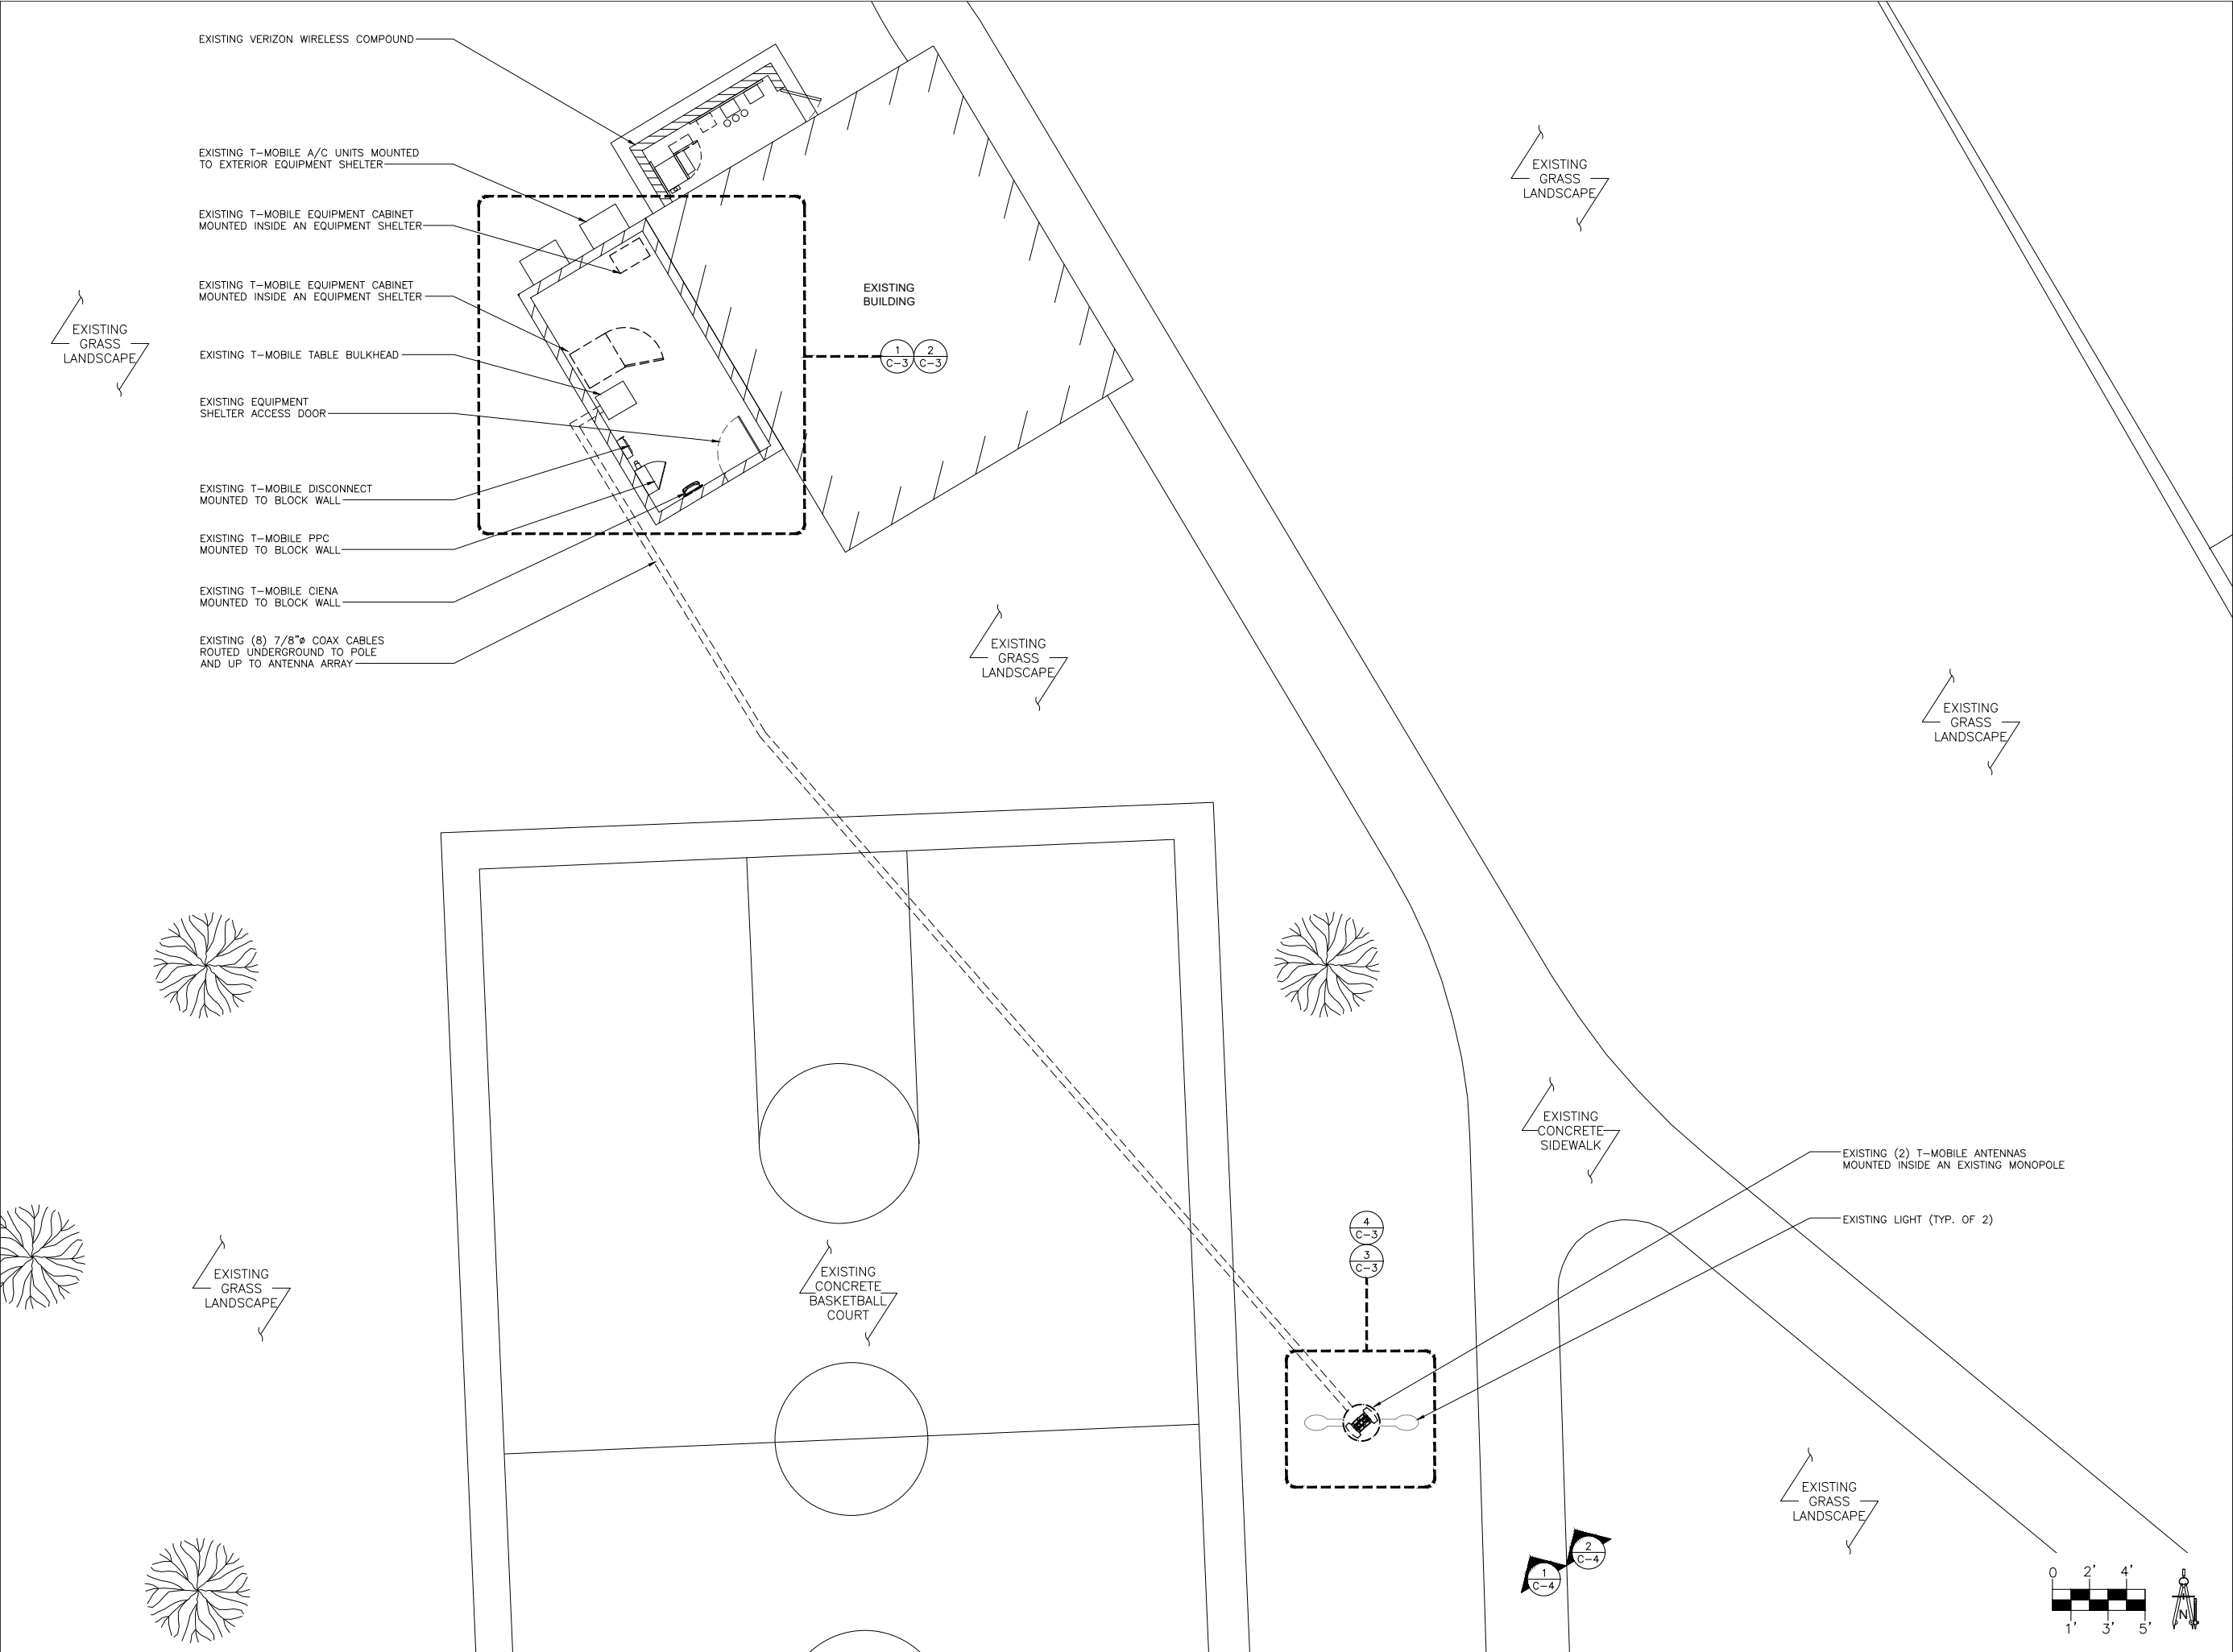 EXISTING VERIZON WIRELESS COMPOUND
EXISTING T-MOBILE A/C UNITS MOUNTED
TO EXTERIOR EQUIPMENT SHELTER
EXISTING T-MOBILE EQUIPMENT CABINET
MOUNTED INSIDE AN EQUIPMENT SHELTER
EXISTING T-MOBILE EQUIPMENT CABINET
MOUNTED INSIDE AN EQUIPMENT SHELTER
EXISTING T-MOBILE TABLE BULKHEAD
EXISTING EQUIPMENT
SHELTER ACCESS DOOR
EXISTING T-MOBILE DISCONNECT
MOUNTED TO BLOCK WALL
EXISTING T-MOBILE PPC
MOUNTED TO BLOCK WALL
EXISTING T-MOBILE CIENA
MOUNTED TO BLOCK WALL
EXISTING (8) 7/8"ø COAX CABLES
ROUTED UNDERGROUND TO POLE
AND UP TO ANTENNA ARRAY
EXISTING
GRASS
LANDSCAPE
EXISTING
BUILDING
1
C-3
2
C-3
EXISTING
GRASS
LANDSCAPE
EXISTING
GRASS
LANDSCAPE
EXISTING
GRASS
LANDSCAPE
EXISTING
CONCRETE
SIDEWALK
EXISTING (2) T-MOBILE ANTENNAS
MOUNTED INSIDE AN EXISTING MONOPOLE
EXISTING LIGHT (TYP. OF 2)
4
C-3
3
C-3
EXISTING
GRASS
LANDSCAPE
EXISTING
CONCRETE
BASKETBALL
COURT
EXISTING
GRASS
LANDSCAPE
2
C-4
1
C-4
0 2' 4'
1' 3' 5'
N